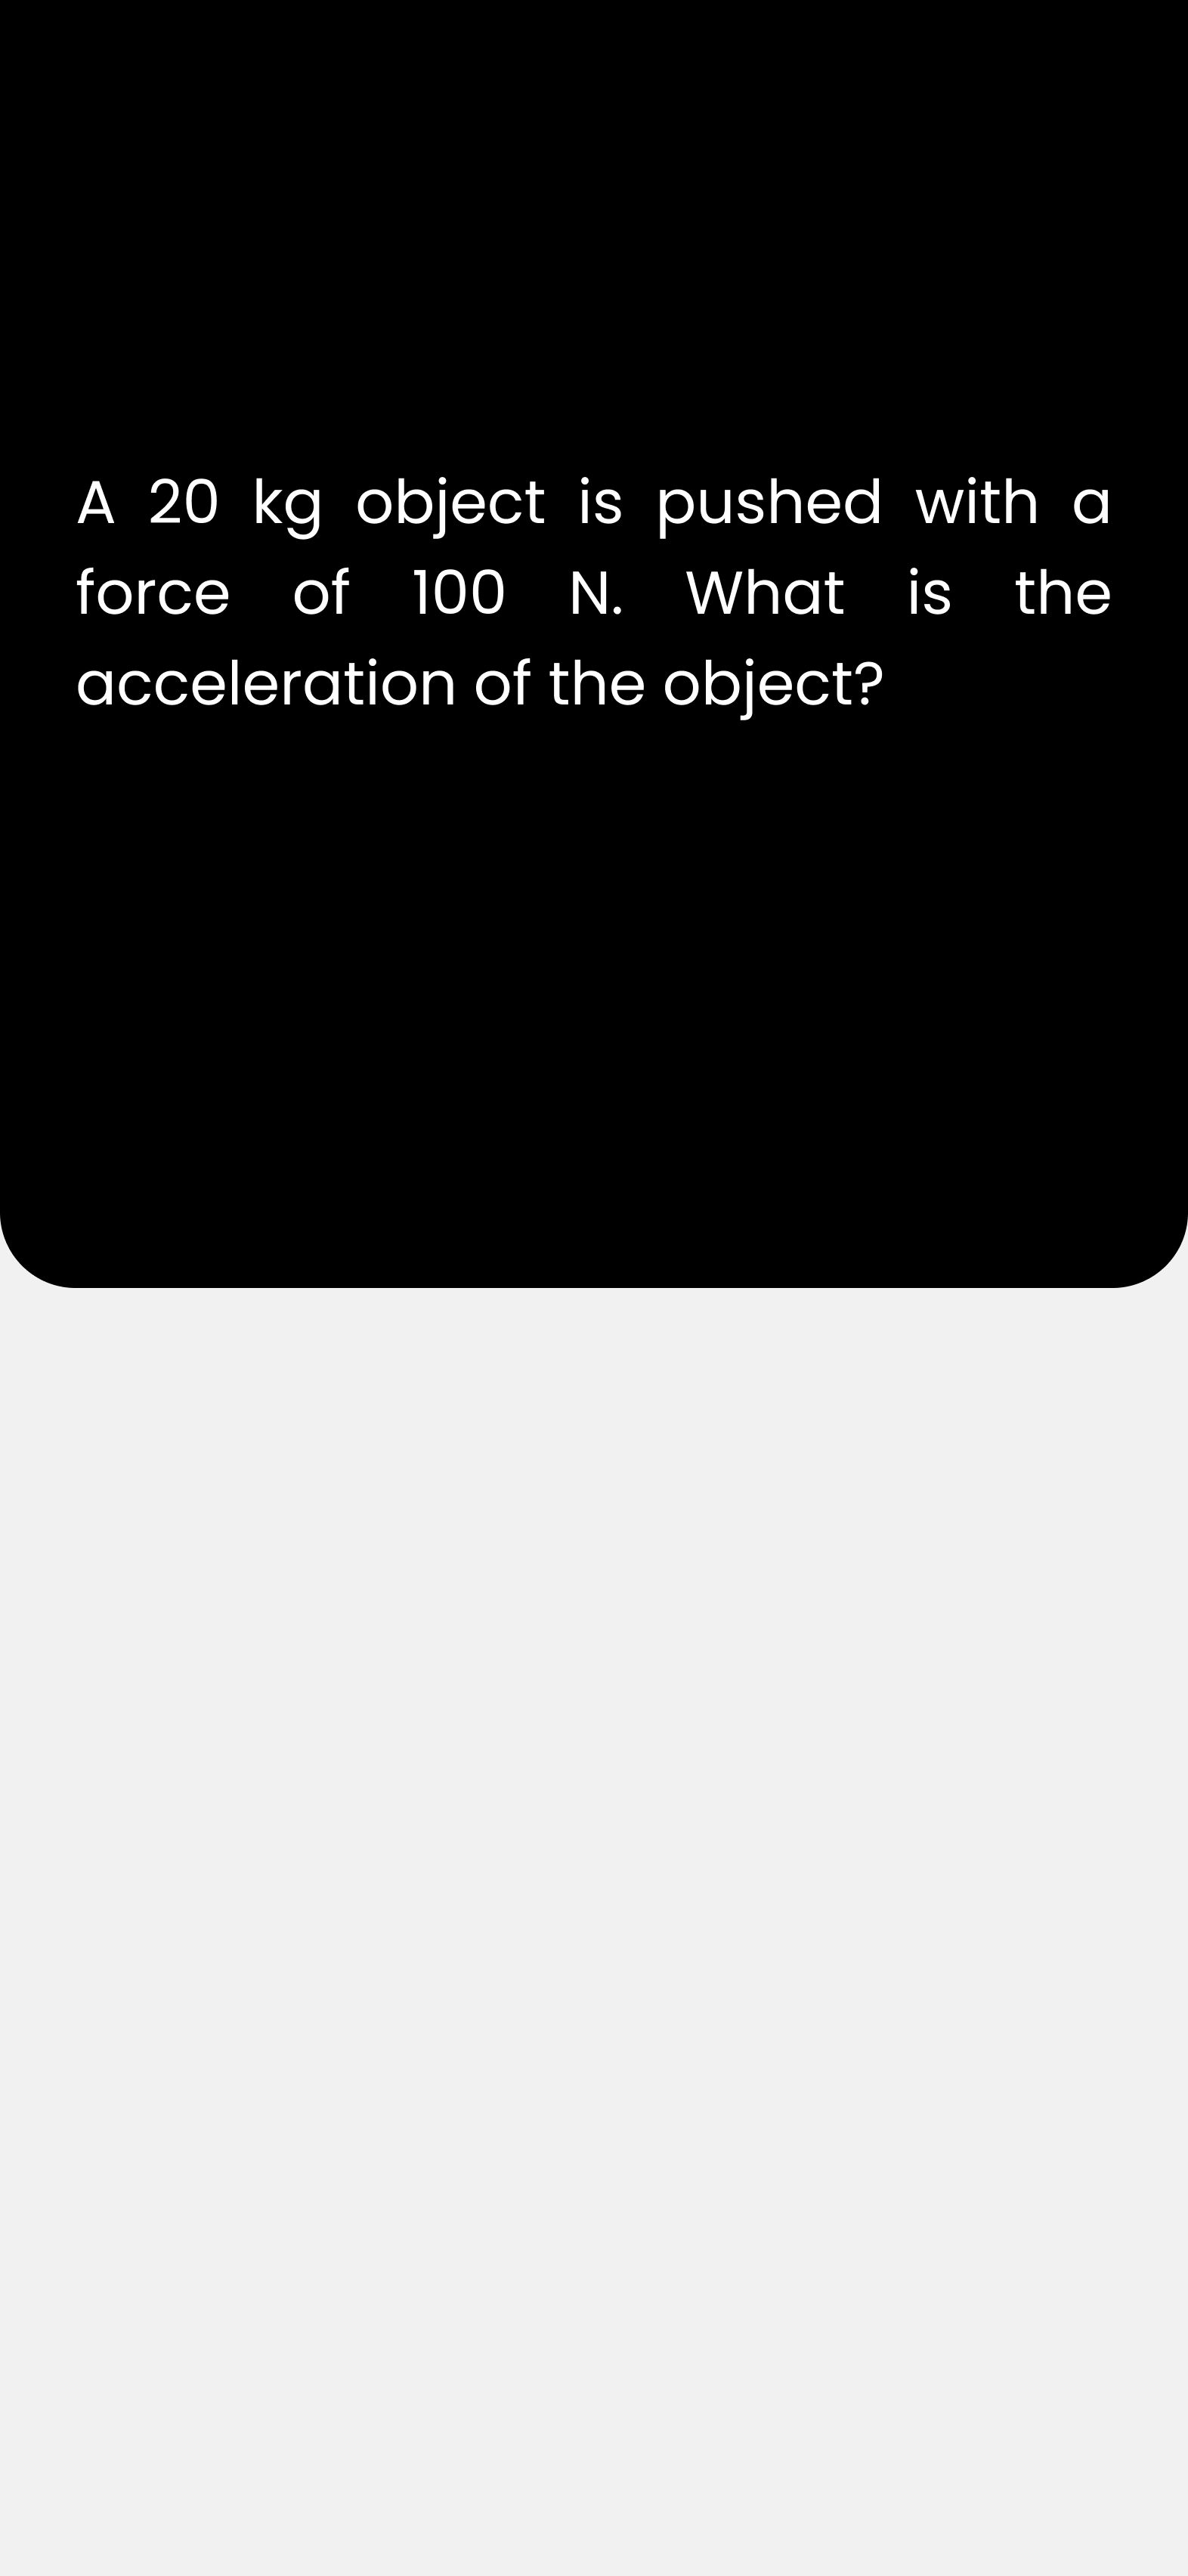 A 20 kg object is pushed with a
force of 100 N. What is the
acceleration of the object?